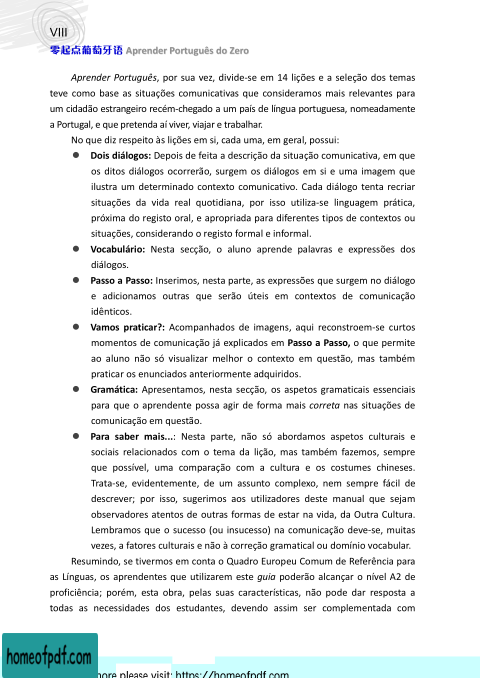 VIII
零起点葡萄牙语 Aprender Português do Zero
Aprender Português, por sua vez, divide-se em 14 lições e a seleção dos temas
teve como base as situações comunicativas que consideramos mais relevantes para
um cidadão estrangeiro recém-chegado a um país de língua portuguesa, nomeadamente
a Portugal, e que pretenda aí viver, viajar e trabalhar.
No que diz respeito às lições em si, cada uma, em geral, possui:
● Dois diálogos: Depois de feita a descrição da situação comunicativa, em que
os ditos diálogos ocorrerão, surgem os diálogos em si e uma imagem que
ilustra um determinado contexto comunicativo. Cada diálogo tenta recriar
situações da vida real quotidiana, por isso utiliza-se linguagem prática,
próxima do registo oral, e apropriada para diferentes tipos de contextos ou
situações, considerando o registo formal e informal.
● Vocabulário: Nesta secção, o aluno aprende palavras e expressões dos
diálogos.
● Passo a Passo: Inserimos, nesta parte, as expressões que surgem no diálogo
e adicionamos outras que serão úteis em contextos de comunicação
idênticos.
● Vamos praticar?: Acompanhados de imagens, aqui reconstroem-se curtos
momentos de comunicação já explicados em Passo a Passo, o que permite
ao aluno não só visualizar melhor o contexto em questão, mas também
praticar os enunciados anteriormente adquiridos.
● Gramática: Apresentamos, nesta secção, os aspetos gramaticais essenciais
para que o aprendente possa agir de forma mais correta nas situações de
comunicação em questão.
● Para saber mais...: Nesta parte, não só abordamos aspetos culturais e
sociais relacionados com o tema da lição, mas também fazemos, sempre
que possível, uma comparação com a cultura e os costumes chineses.
Trata-se, evidentemente, de um assunto complexo, nem sempre fácil de
descrever; por isso, sugerimos aos utilizadores deste manual que sejam
observadores atentos de outras formas de estar na vida, da Outra Cultura.
Lembramos que o sucesso (ou insucesso) na comunicação deve-se, muitas
vezes, a fatores culturais e não à correção gramatical ou domínio vocabular.
Resumindo, se tivermos em conta o Quadro Europeu Comum de Referência para
as Línguas, os aprendentes que utilizarem este guia poderão alcançar o nível A2 de
proficiência; porém, esta obra, pelas suas características, não pode dar resposta a
todas as necessidades dos estudantes, devendo assim ser complementada com
homeofpdf.com
more please visit: https://homeofpdf.com